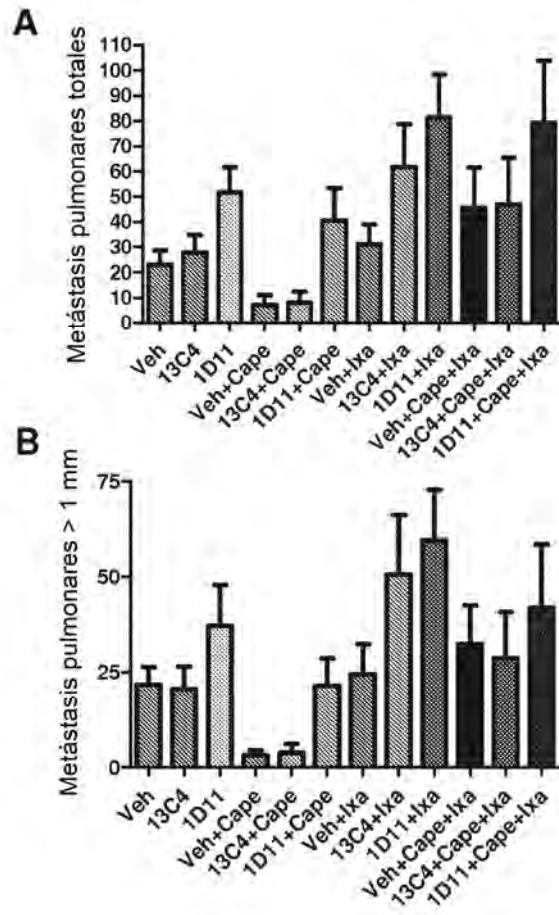 A
Metástasis pulmonares totales
110
100
90
80
70
60
50
40
30
20
10
0
Veh
13C4
1D11
Veh+Cape
13C4+Cape
1D11+Cape
Veh+Ixa
13C4+Ixa
1D11+Ixa
Veh+Cape+Ixa
13C4+Cape+Ixa
1D11+Cape+Ixa
B
Metástasis pulmonares > 1 mm
75
50
25
0
Veh
13C4
1D11
Veh+Cape
13C4+Cape
1D11+Cape
Veh+Ixa
13C4+Ixa
1D11+Ixa
Veh+Cape+Ixa
13C4+Cape+Ixa
1D11+Cape+Ixa